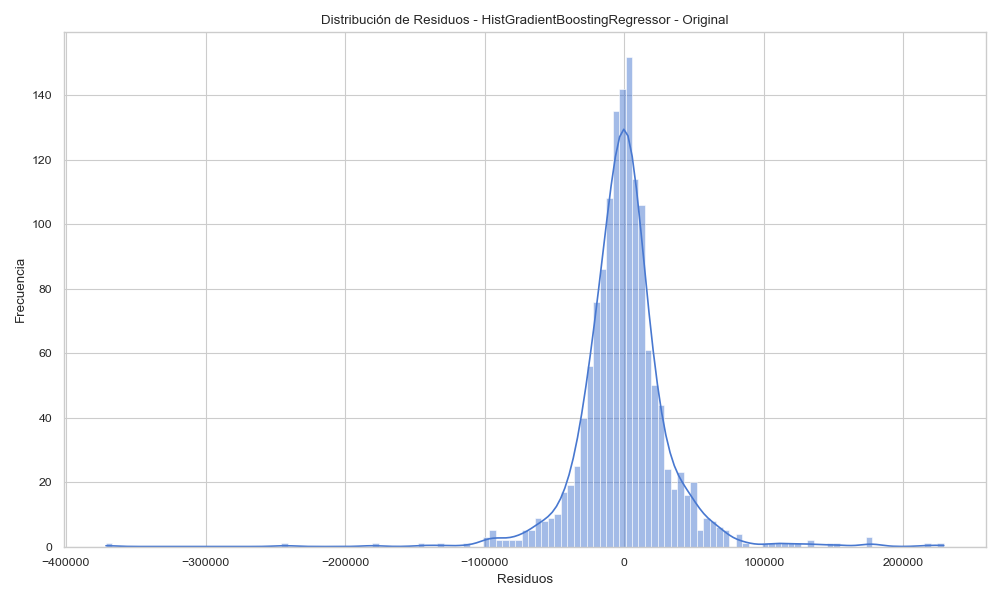 Distribución de Residuos - HistGradientBoostingRegressor - Original
140
120
100
80
60
40
20
0
Frecuencia
−400000 −300000 −200000 −100000 0 100000 200000
Residuos